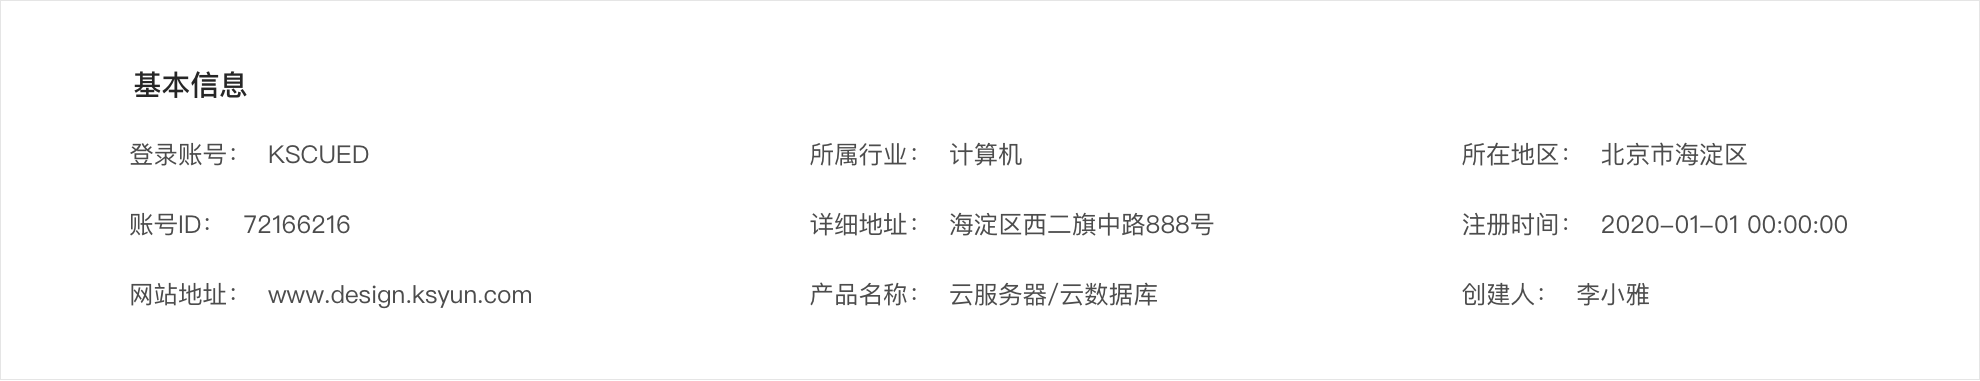 基本信息
登录账号： KSCUED 所属行业： 计算机 所在地区： 北京市海淀区
账号ID： 72166216 详细地址： 海淀区西二旗中路888号 注册时间： 2020-01-01 00:00:00
网站地址： www.design.ksyun.com 产品名称： 云服务器/云数据库 创建人： 李小雅